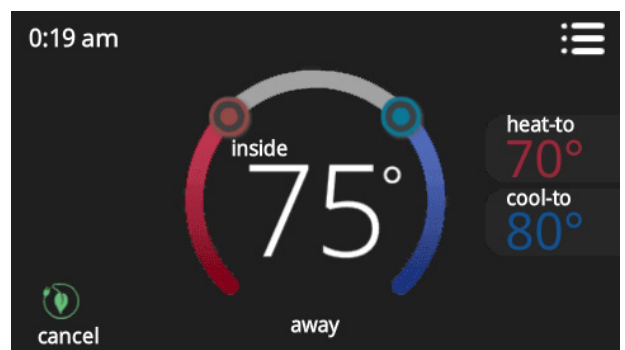 0:19 am
inside
75°
heat-to
70°
cool-to
80°
away
cancel